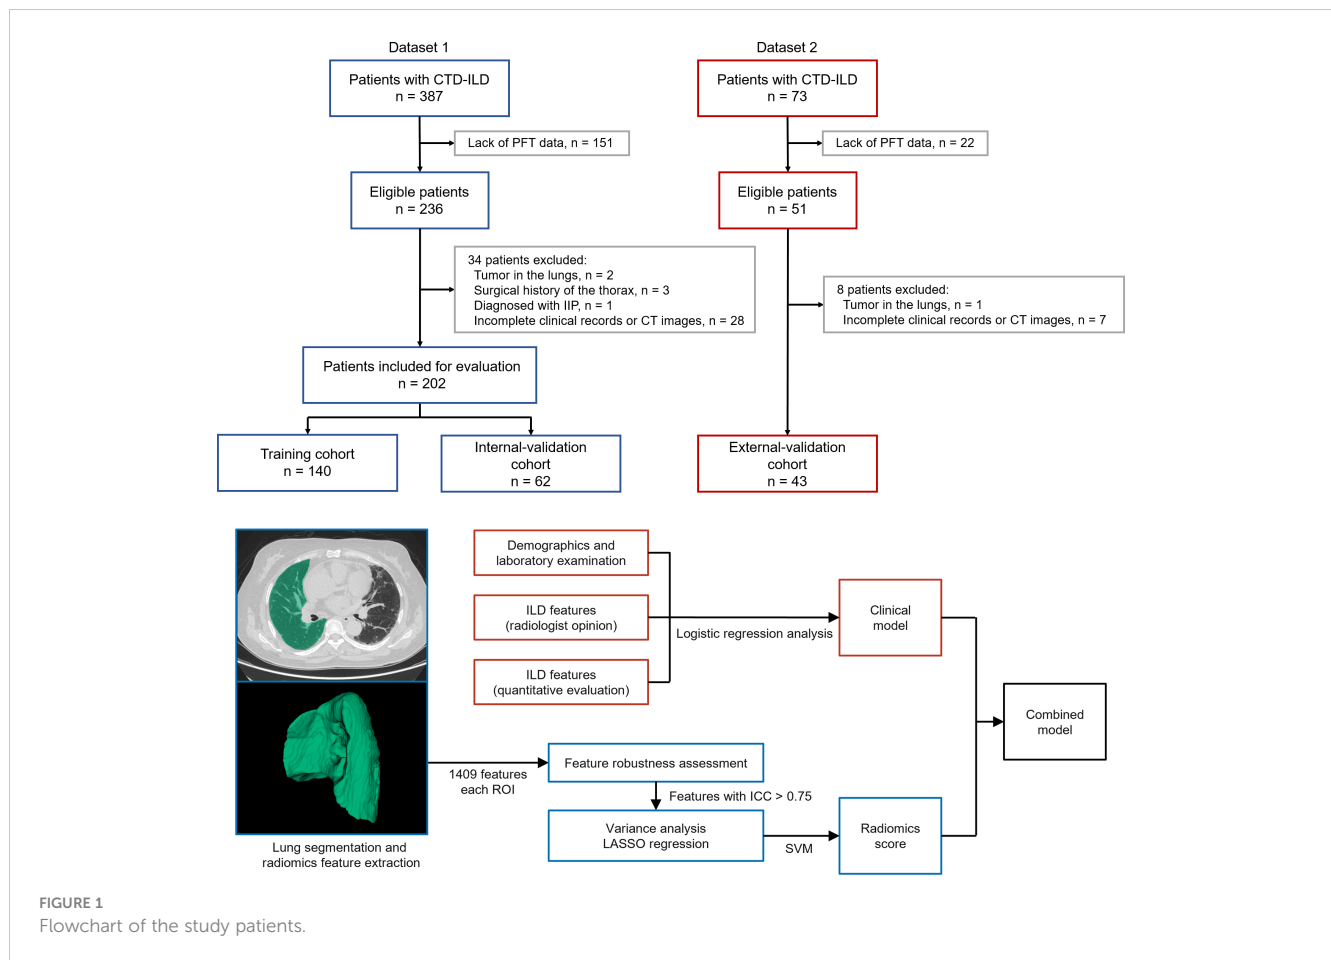 Dataset 1
Patients with CTD-ILD
n = 387
Lack of PFT data, n = 151
Eligible patients
n = 236
34 patients excluded:
Tumor in the lungs, n = 2
Surgical history of the thorax, n = 3
Diagnosed with IIP, n = 1
Incomplete clinical records or CT images, n = 28
Patients included for evaluation
n = 202
Training cohort
n = 140
Internal-validation
cohort
n = 62
Dataset 2
Patients with CTD-ILD
n = 73
Lack of PFT data, n = 22
Eligible patients
n = 51
8 patients excluded:
Tumor in the lungs, n = 1
Incomplete clinical records or CT images, n = 7
External-validation
cohort
n = 43
Demographics and
laboratory examination
ILD features
(radiologist opinion)
ILD features
(quantitative evaluation)
Logistic regression analysis
Clinical
model
Combined
model
1409 features
each ROI
Feature robustness assessment
Features with ICC > 0.75
Variance analysis
LASSO regression
SVM
Radiomics
score
Lung segmentation and
radiomics feature extraction
FIGURE 1
Flowchart of the study patients.